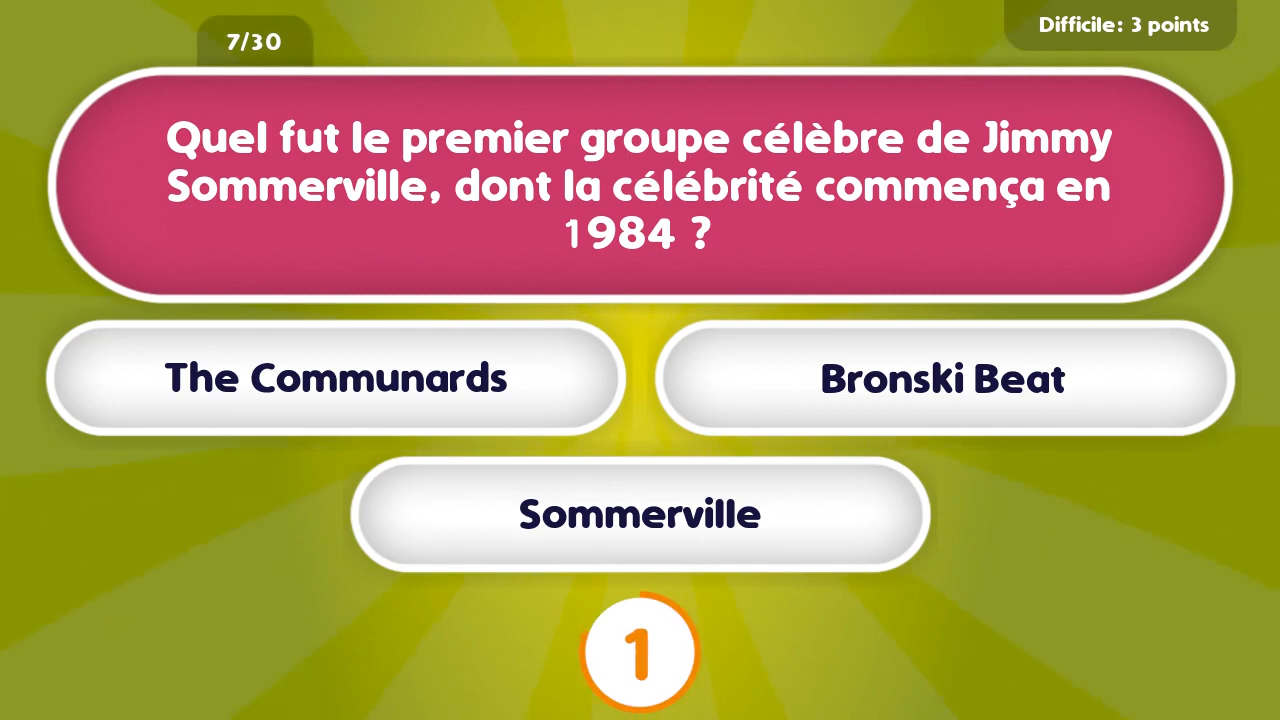 7/30
Difficile: 3 points
Quel fut le premier groupe célèbre de Jimmy
Sommerville, dont la célébrité commença en
1984 ?
The Communards
Bronski Beat
Sommerville
1